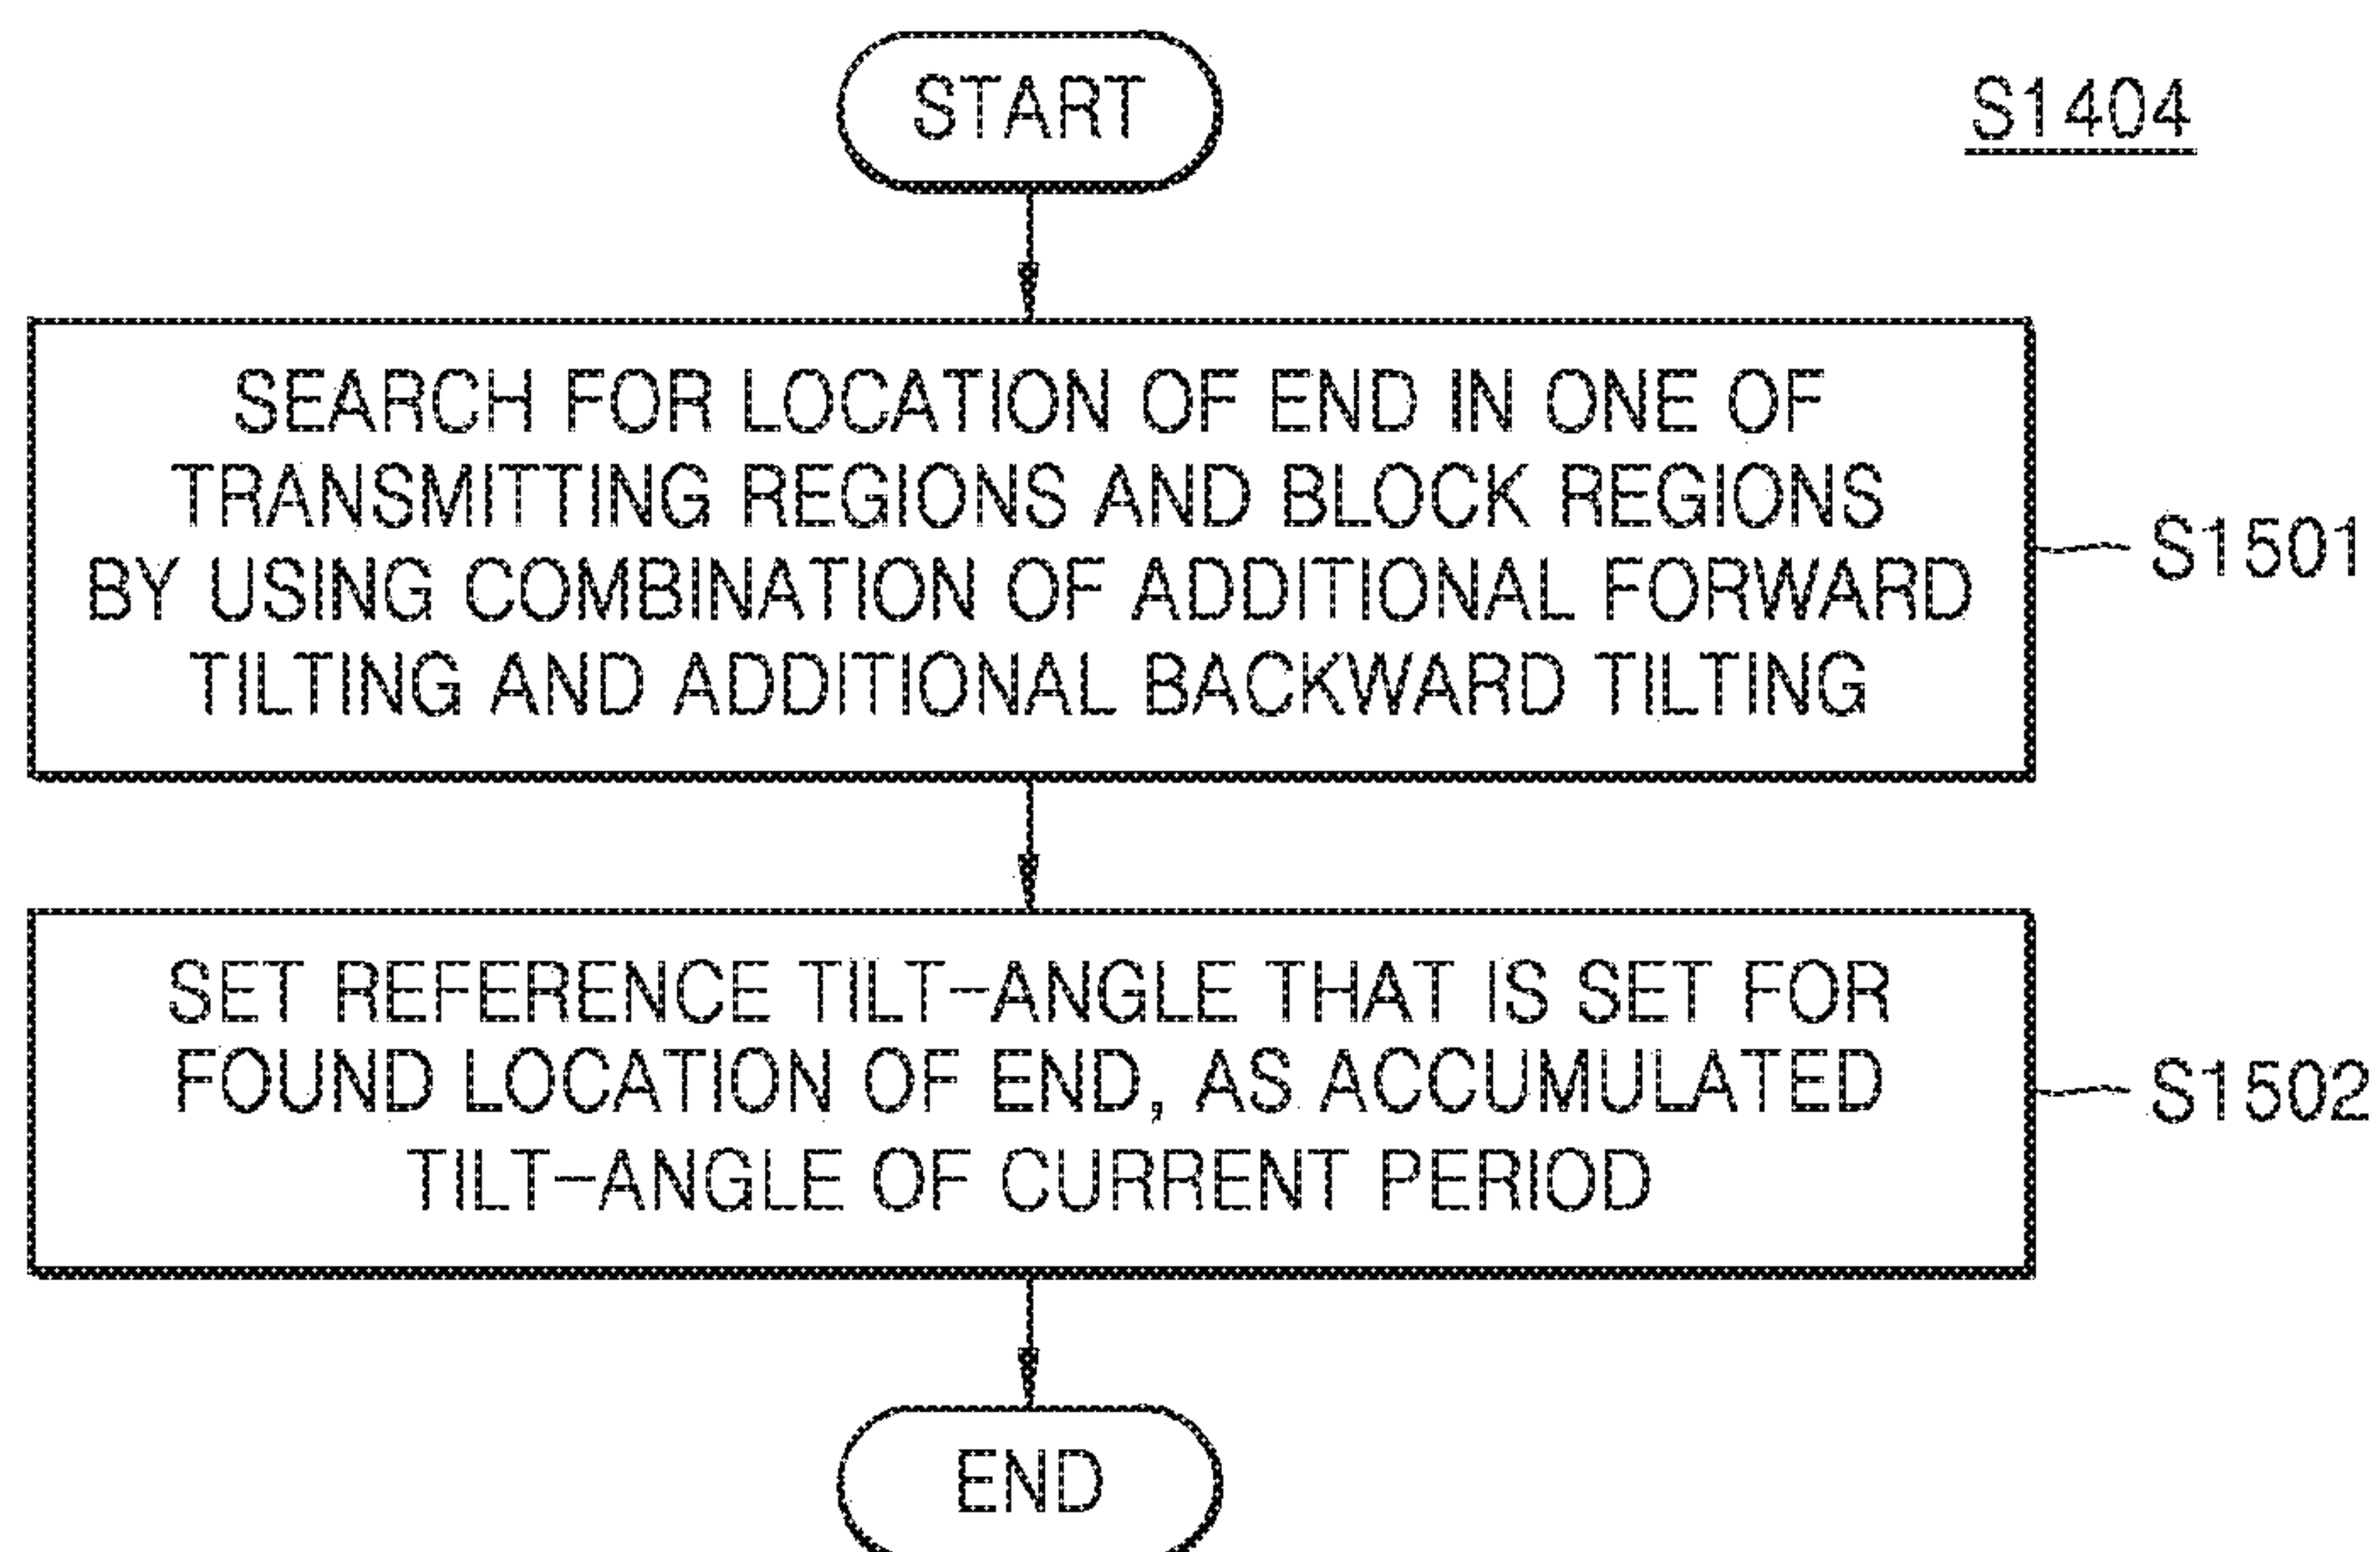 START
S1404
SEARCH FOR LOCATION OF END IN ONE OF
TRANSMITTING REGIONS AND BLOCK REGIONS
BY USING COMBINATION OF ADDITIONAL FORWARD
TILTING AND ADDITIONAL BACKWARD TILTING
S1501
SET REFERENCE TILT-ANGLE THAT IS SET FOR
FOUND LOCATION OF END, AS ACCUMULATED
TILT-ANGLE OF CURRENT PERIOD
S1502
END